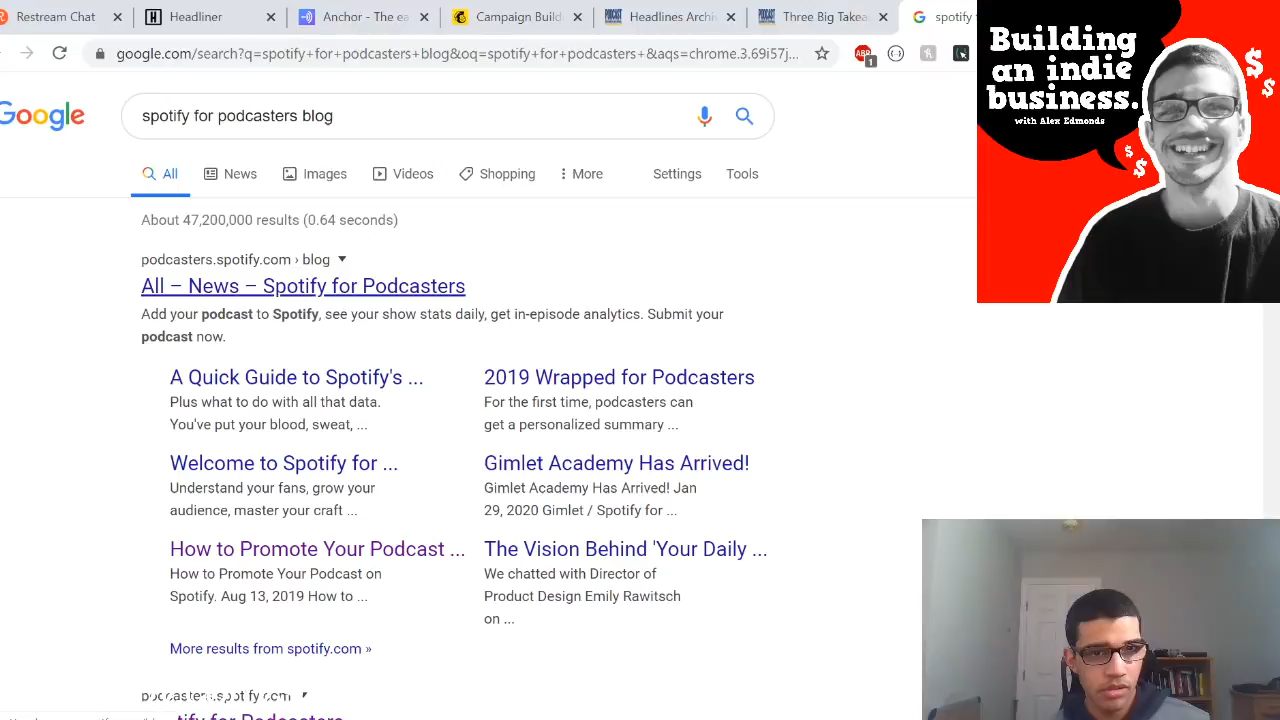 Restream Chat
Headliner
Anchor - The ea
Campaign Build
Headlines Archi
Three Big Takea
spotify
google.com/search?q=spotify+for+podcasters+blog&oq=spotify+for+podcasters+&aqs=chrome.3.69i57j...
ABP
1
Google
spotify for podcasters blog
All
News
Images
Videos
Shopping
More
Settings
Tools
About 47,200,000 results (0.64 seconds)
podcasters.spotify.com › blog
All – News – Spotify for Podcasters
Add your podcast to Spotify, see your show stats daily, get in-episode analytics. Submit your
podcast now.
A Quick Guide to Spotify's ...
Plus what to do with all that data.
You've put your blood, sweat, ...
2019 Wrapped for Podcasters
For the first time, podcasters can
get a personalized summary ...
Welcome to Spotify for ...
Understand your fans, grow your
audience, master your craft ...
Gimlet Academy Has Arrived!
Gimlet Academy Has Arrived! Jan
29, 2020 Gimlet / Spotify for ...
How to Promote Your Podcast ...
How to Promote Your Podcast on
Spotify. Aug 13, 2019 How to ...
The Vision Behind 'Your Daily ...
We chatted with Director of
Product Design Emily Rawitsch
on ...
More results from spotify.com »
Building
an indie
business.
with Alex Edmonds
$
$
$
$